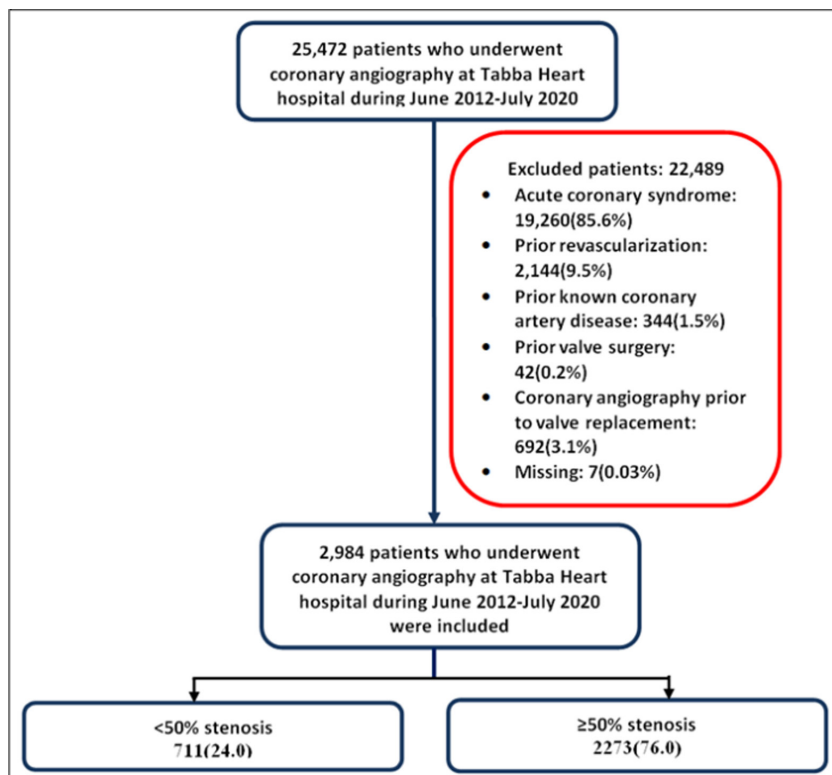 25,472 patients who underwent
coronary angiography at Tabba Heart
hospital during June 2012-July 2020
Excluded patients: 22,489
• Acute coronary syndrome:
19,260(85.6%)
• Prior revascularization:
2,144(9.5%)
• Prior known coronary
artery disease: 344(1.5%)
• Prior valve surgery:
42(0.2%)
• Coronary angiography prior
to valve replacement:
692(3.1%)
• Missing: 7(0.03%)
2,984 patients who underwent
coronary angiography at Tabba Heart
hospital during June 2012-July 2020
were included
<50% stenosis
711(24.0)
≥50% stenosis
2273(76.0)